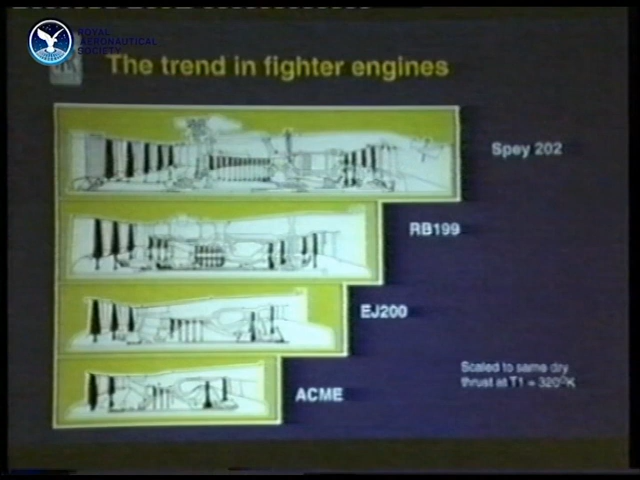 ROYAL
AERONAUTICAL
SOCIETY
The trend in fighter engines
Spey 202
RB199
EJ200
ACME
Scaled to same dry
thrust at T1 = 320°K